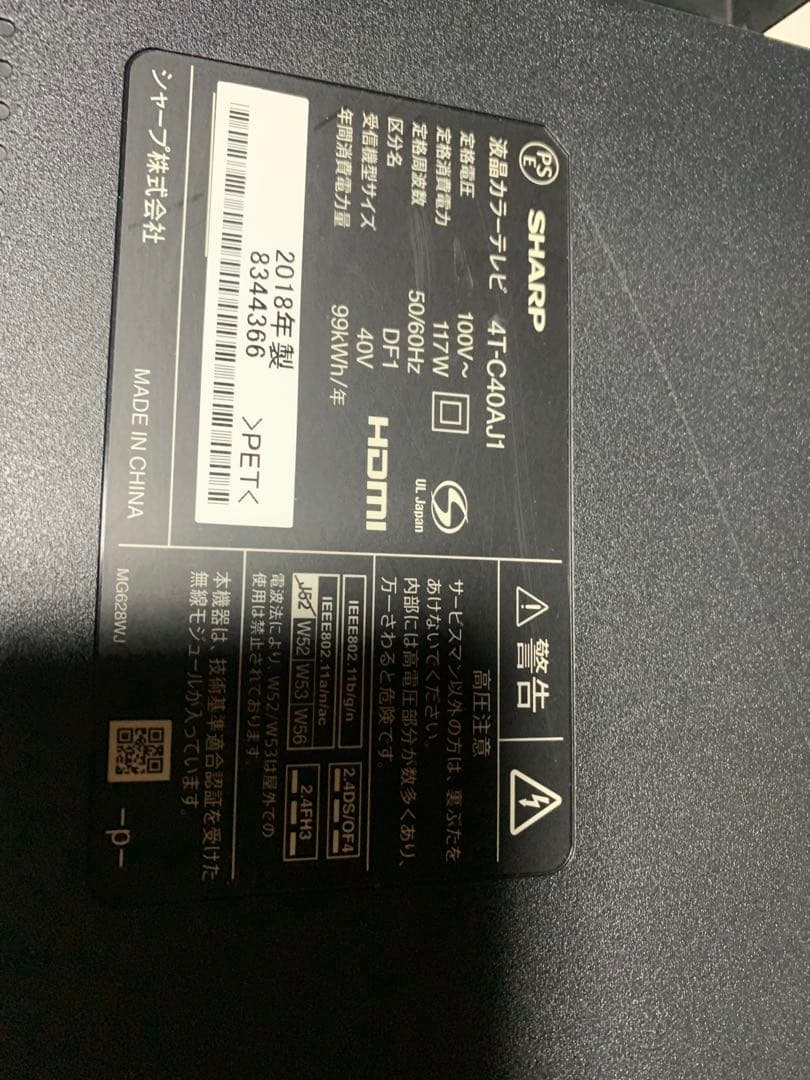 PS
E
SHARP
液晶カラーテレビ 4T-C40AJ1
定格電圧 100V~
定格消費電力 117W
定格周波数 50/60Hz
区分名 DF1
受信機型サイズ 40V
年間消費電力量 99kWh/年
UL Japan
HDMI
2018年製
8344366
>PET<
シャープ株式会社 MADE IN CHINA
警告
高圧注意
サービスマン以外の方は、裏ぶたを
あけないでください。
内部には高電圧部分が数多くあり、
万一さわると危険です。
IEEE802.11b/g/n
IEEE802.11a/n/ac
J52 W52 W53 W56
2.4DS/OF4
2.4FH3
電波法により、W52/W53は屋外での
使用は禁止されております。
本機器は、技術基準適合認証を受けた
無線モジュールが入っています。
MG628WJ
-p-